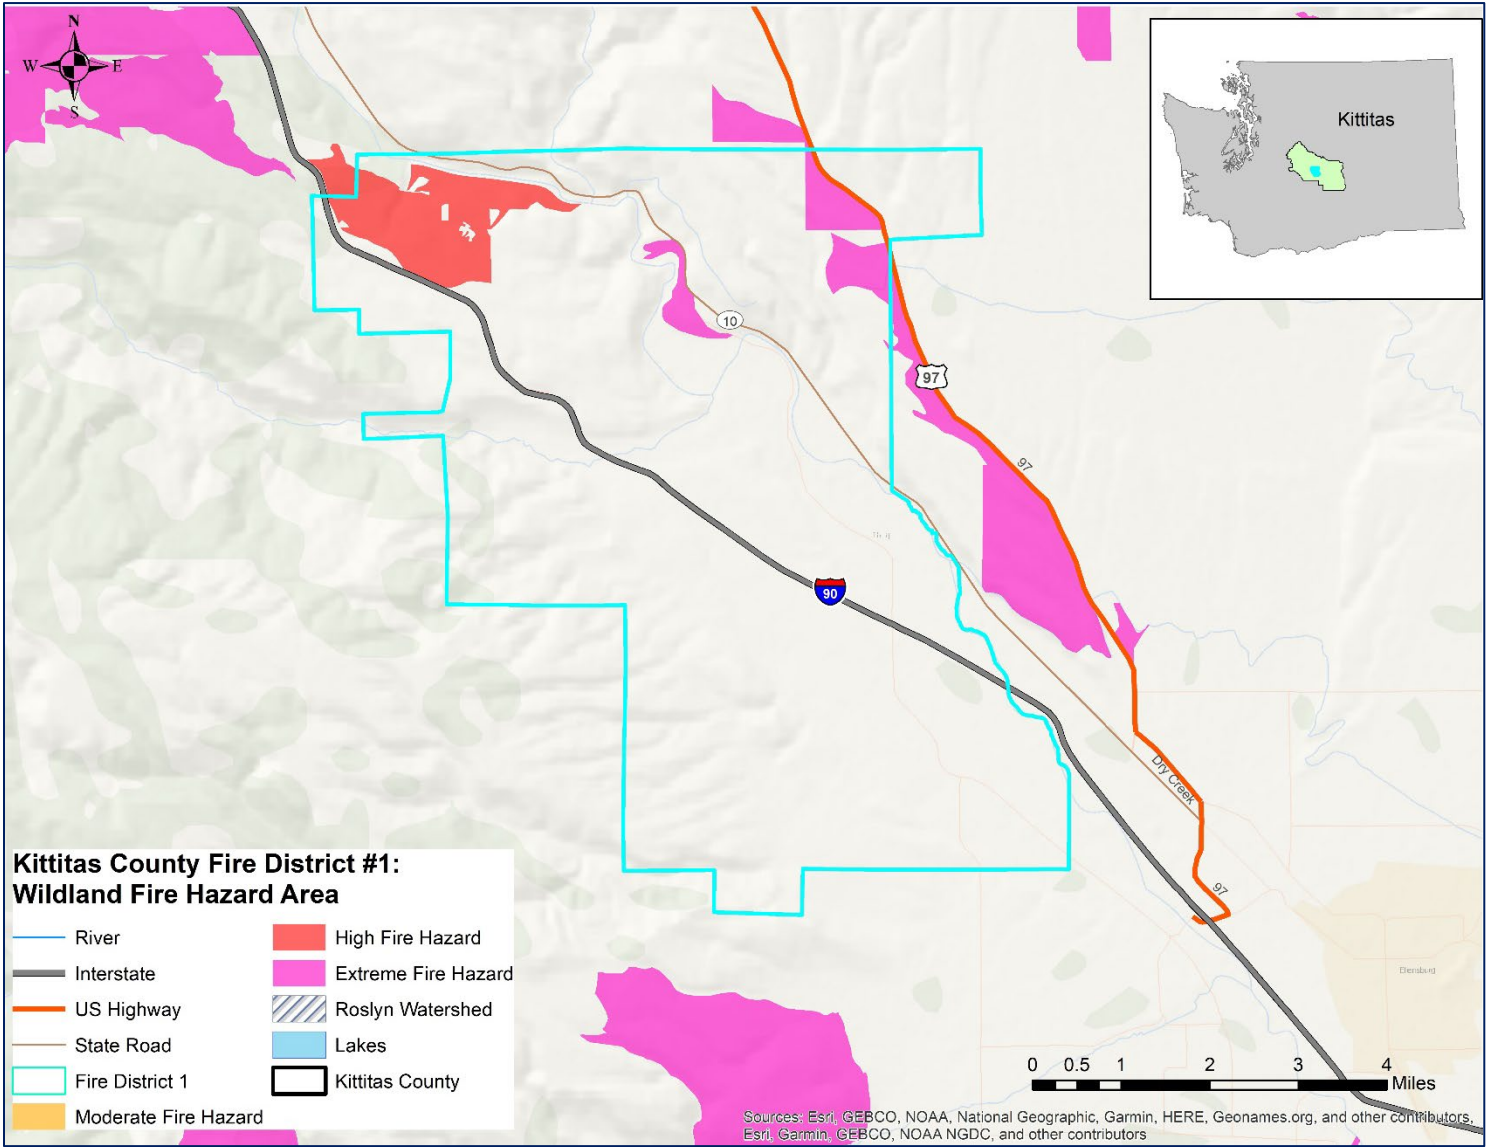 N
W E
S
Kittitas
10
97
97
90
Dry Creek
97
Ellensburg
Kittitas County Fire District #1:
Wildland Fire Hazard Area
River
Interstate
US Highway
State Road
Fire District 1
Moderate Fire Hazard
High Fire Hazard
Extreme Fire Hazard
Roslyn Watershed
Lakes
Kittitas County
0 0.5 1 2 3 4
Miles
Sources: Esri, GEBCO, NOAA, National Geographic, Garmin, HERE, Geonames.org, and other contributors,
Esri, Garmin, GEBCO, NOAA NGDC, and other contributors